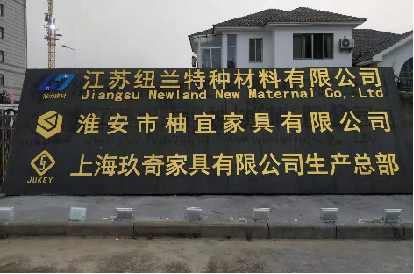 江苏纽兰特种材料有限公司
Jiangsu Newland New Maternal Co., Ltd
淮安市柚宜家具有限公司
上海玖奇家具有限公司生产总部
JUKEY